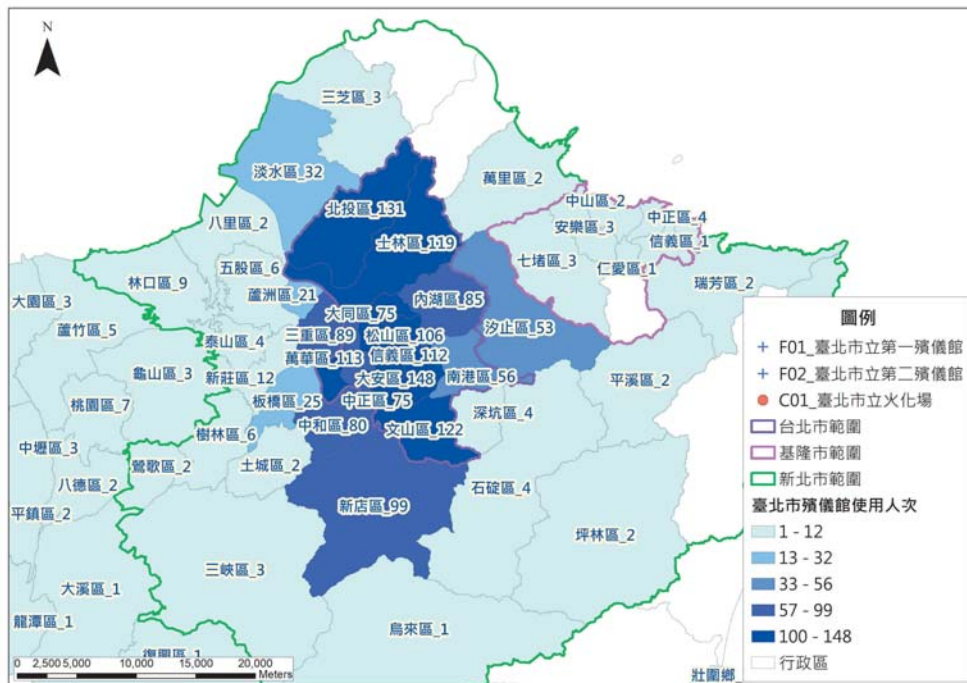 N
三芝區_3
淡水區_32
萬里區_2
北投區_131
中山區_2
中正區_4
八里區_2
安樂區_3
士林區_119
信義區_1
五股區_6
七堵區_3
仁愛區_1
林口區_9
瑞芳區_2
大園區_3
蘆洲區_21
內湖區_85
大同區_75
汐止區_53
蘆竹區_5
三重區_89
松山區_106
泰山區_4
萬華區_113
信義區_112
龜山區_3
新莊區_12
大安區_148
南港區_56
平溪區_2
桃園區_7
板橋區_25
中正區_75
深坑區_4
樹林區_6
中和區_80
文山區_122
中壢區_3
鶯歌區_2
土城區_2
八德區_2
石碇區_4
平鎮區_2
新店區_99
坪林區_2
三峽區_3
大溪區_1
龍潭區_1
烏來區_1
復興區_1
壯圍鄉_
圖例
F01_臺北市立第一殯儀館
F02_臺北市立第二殯儀館
C01_臺北市立火化場
台北市範圍
基隆市範圍
新北市範圍
臺北市殯儀館使用人次
1 - 12
13 - 32
33 - 56
57 - 99
100 - 148
行政區
0 2,500 5,000 10,000 15,000 20,000
Meters